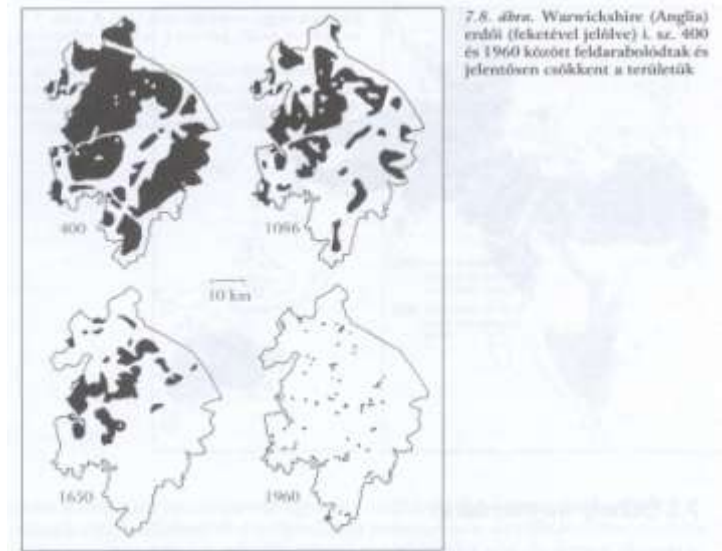 7.8. ábra. Warwickshire (Anglia)
erdői (feketével jelölve) i. sz. 400
és 1960 között feldarabolódtak és
jelentősen csökkent a területük
400
1086
10 km
1650
1960